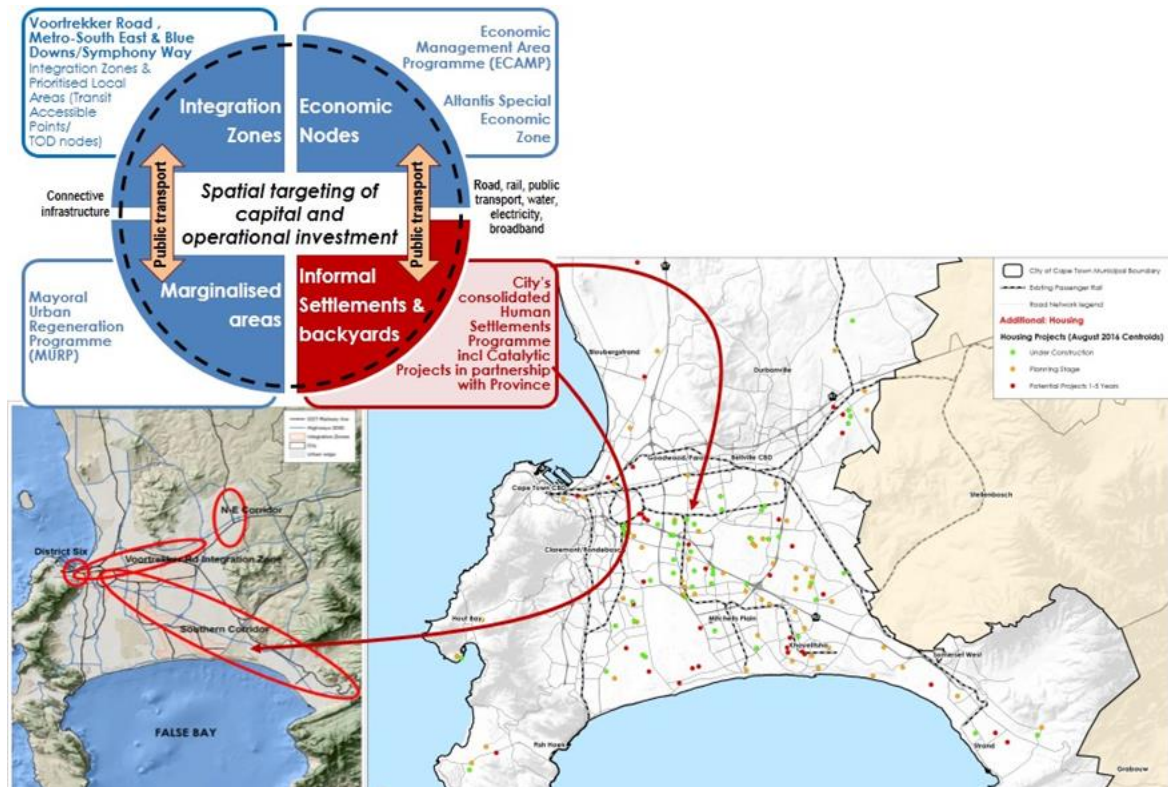 Voortrekker Road ,
Metro-South East & Blue
Downs/Symphony Way
Integration Zones &
Prioritised Local
Areas (Transit
Accessible
Points/
TOD nodes)
Economic
Management Area
Programme (ECAMP)
Altantis Special
Economic
Zone
Integration
Zones
Economic
Nodes
Public transport
Public transport
Connective
infrastructure
Spatial targeting of
capital and
operational investment
Road, rail, public
transport, water,
electricity,
broadband
Marginalised
areas
Informal
Settlements &
backyards
Mayoral
Urban
Regeneration
Programme
(MURP)
City's
consolidated
Human
Settlements
Programme
incl Catalytic
Projects in partnership
with Province
City of Cape Town Municipal Boundary
Existing Passenger Rail
Road Network legend
Additional: Housing
Housing Projects (August 2016 Centroids)
Under Construction
Planning Stage
Potential Projects 1-5 Years
Bloubergstrand
Durbanville
Bellville CBD
Cape Town CBD
Stellenbosch
Hout Bay
Mitchells Plain
Khayelitsha
Somerset West
Strand
Fish Hoek
Grabouw
Integration Zones
City
Urban edge
N-E Corridor
District Six
Voortrekker Rd Integration Zone
Southern Corridor
FALSE BAY